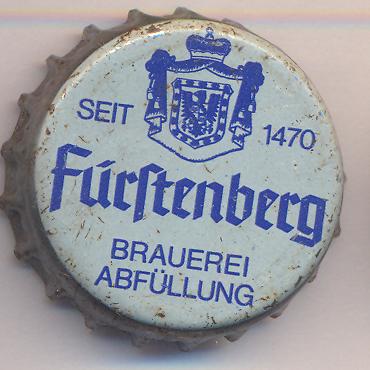 SEIT 1470
Fürstenberg
BRAUEREI
ABFÜLLUNG